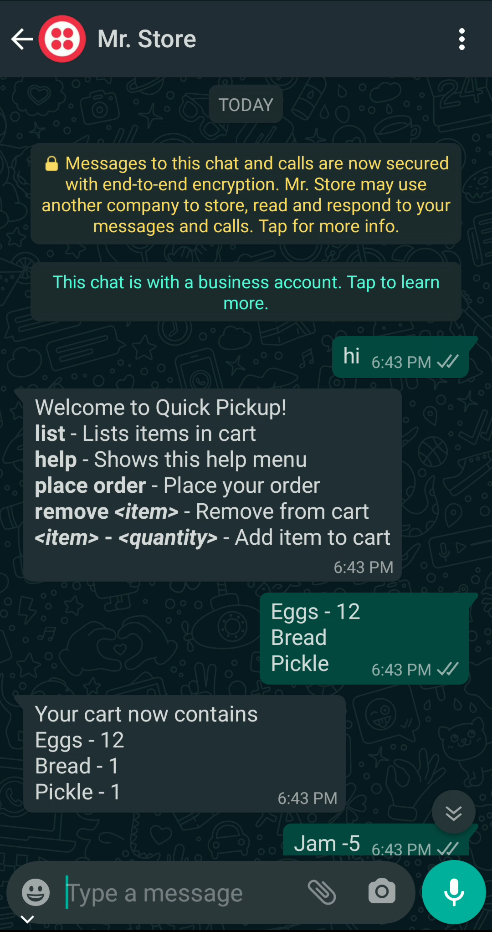 Mr. Store
TODAY
Messages to this chat and calls are now secured
with end-to-end encryption. Mr. Store may use
another company to store, read and respond to your
messages and calls. Tap for more info.
This chat is with a business account. Tap to learn
more.
hi 6:43 PM
Welcome to Quick Pickup!
list - Lists items in cart
help - Shows this help menu
place order - Place your order
remove <item> - Remove from cart
<item> - <quantity> - Add item to cart
6:43 PM
Eggs - 12
Bread
Pickle 6:43 PM
Your cart now contains
Eggs - 12
Bread - 1
Pickle - 1
6:43 PM
Jam -5 6:43 PM
Type a message